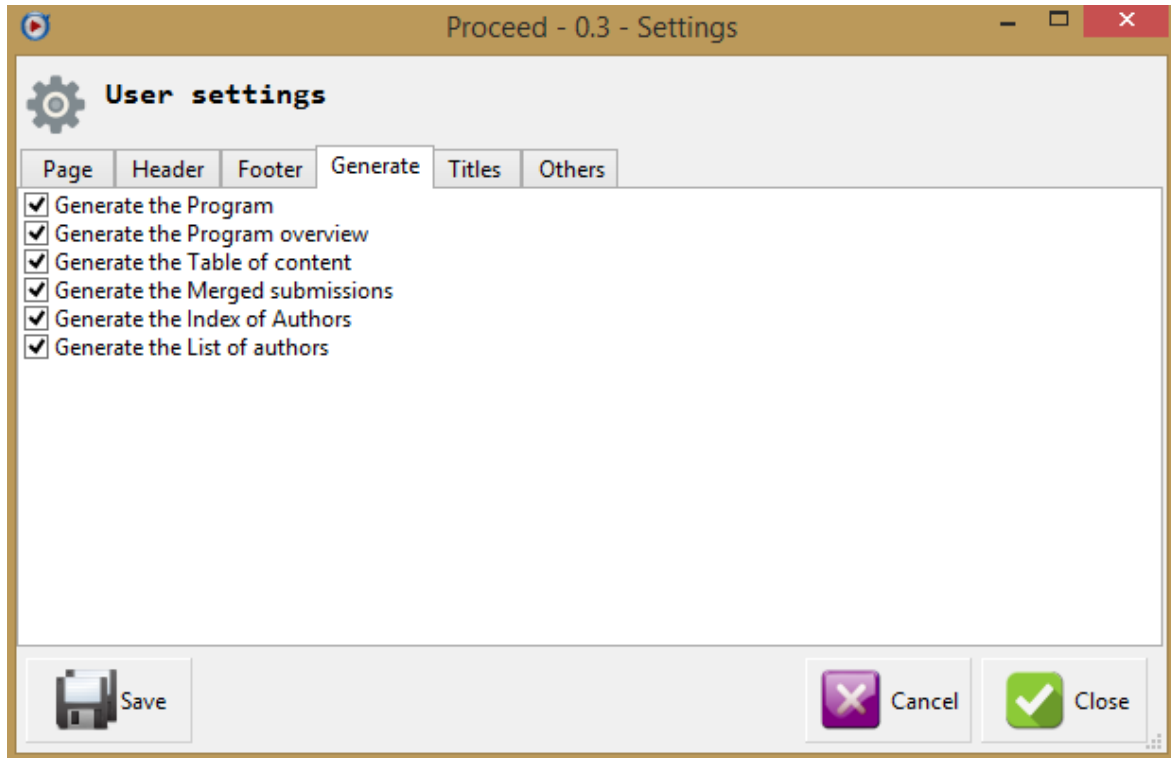 Proceed - 0.3 - Settings
User settings
Page Header Footer Generate Titles Others
Generate the Program
Generate the Program overview
Generate the Table of content
Generate the Merged submissions
Generate the Index of Authors
Generate the List of authors
Save Cancel Close